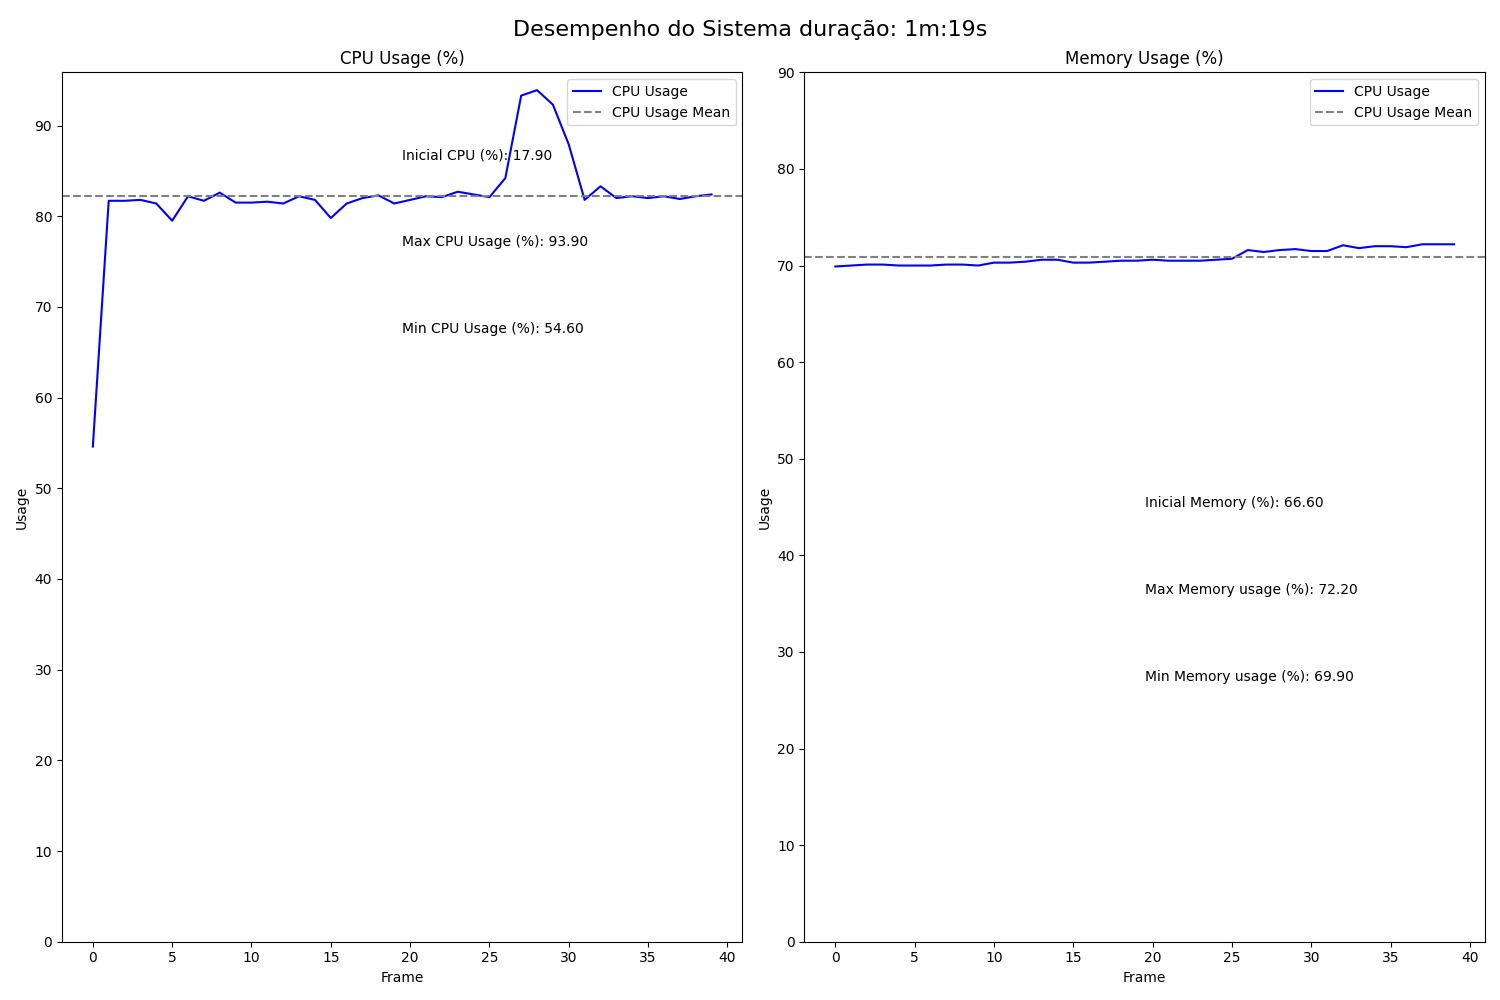 Desempenho do Sistema duração: 1m:19s
CPU Usage (%)
CPU Usage
CPU Usage Mean
Inicial CPU (%): 17.90
Max CPU Usage (%): 93.90
Min CPU Usage (%): 54.60
Usage
90
80
70
60
50
40
30
20
10
0
0 5 10 15 20 25 30 35 40
Frame
Memory Usage (%)
CPU Usage
CPU Usage Mean
Inicial Memory (%): 66.60
Max Memory usage (%): 72.20
Min Memory usage (%): 69.90
Usage
90
80
70
60
50
40
30
20
10
0
0 5 10 15 20 25 30 35 40
Frame